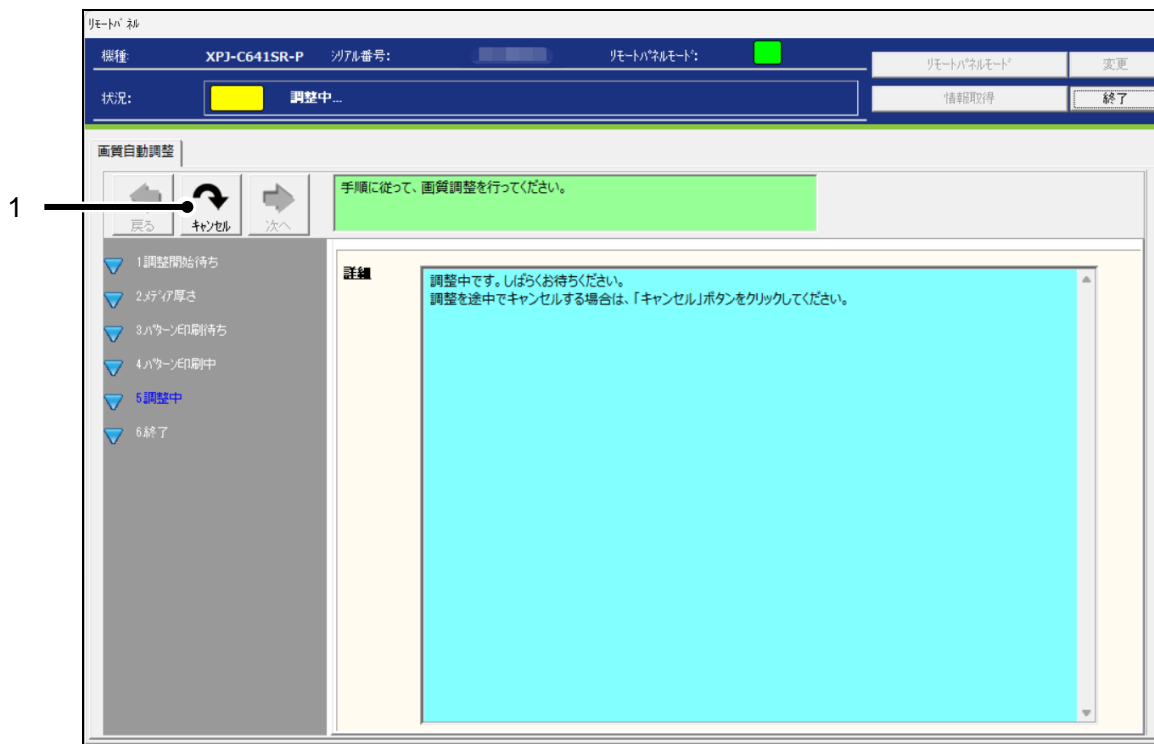 リモートパネル
機種: XPJ-C641SR-P シリアル番号: リモートパネルモード:
リモートパネルモード 変更
状況: 調整中...
情報取得 終了
画質自動調整
戻る キャンセル 次へ
手順に従って、画質調整を行ってください。
1
1.調整開始待ち
2.メディア厚さ
3.パターン印刷待ち
4.パターン印刷中
5.調整中
6.終了
詳細
調整中です。しばらくお待ちください。
調整を途中でキャンセルする場合は、「キャンセル」ボタンをクリックしてください。